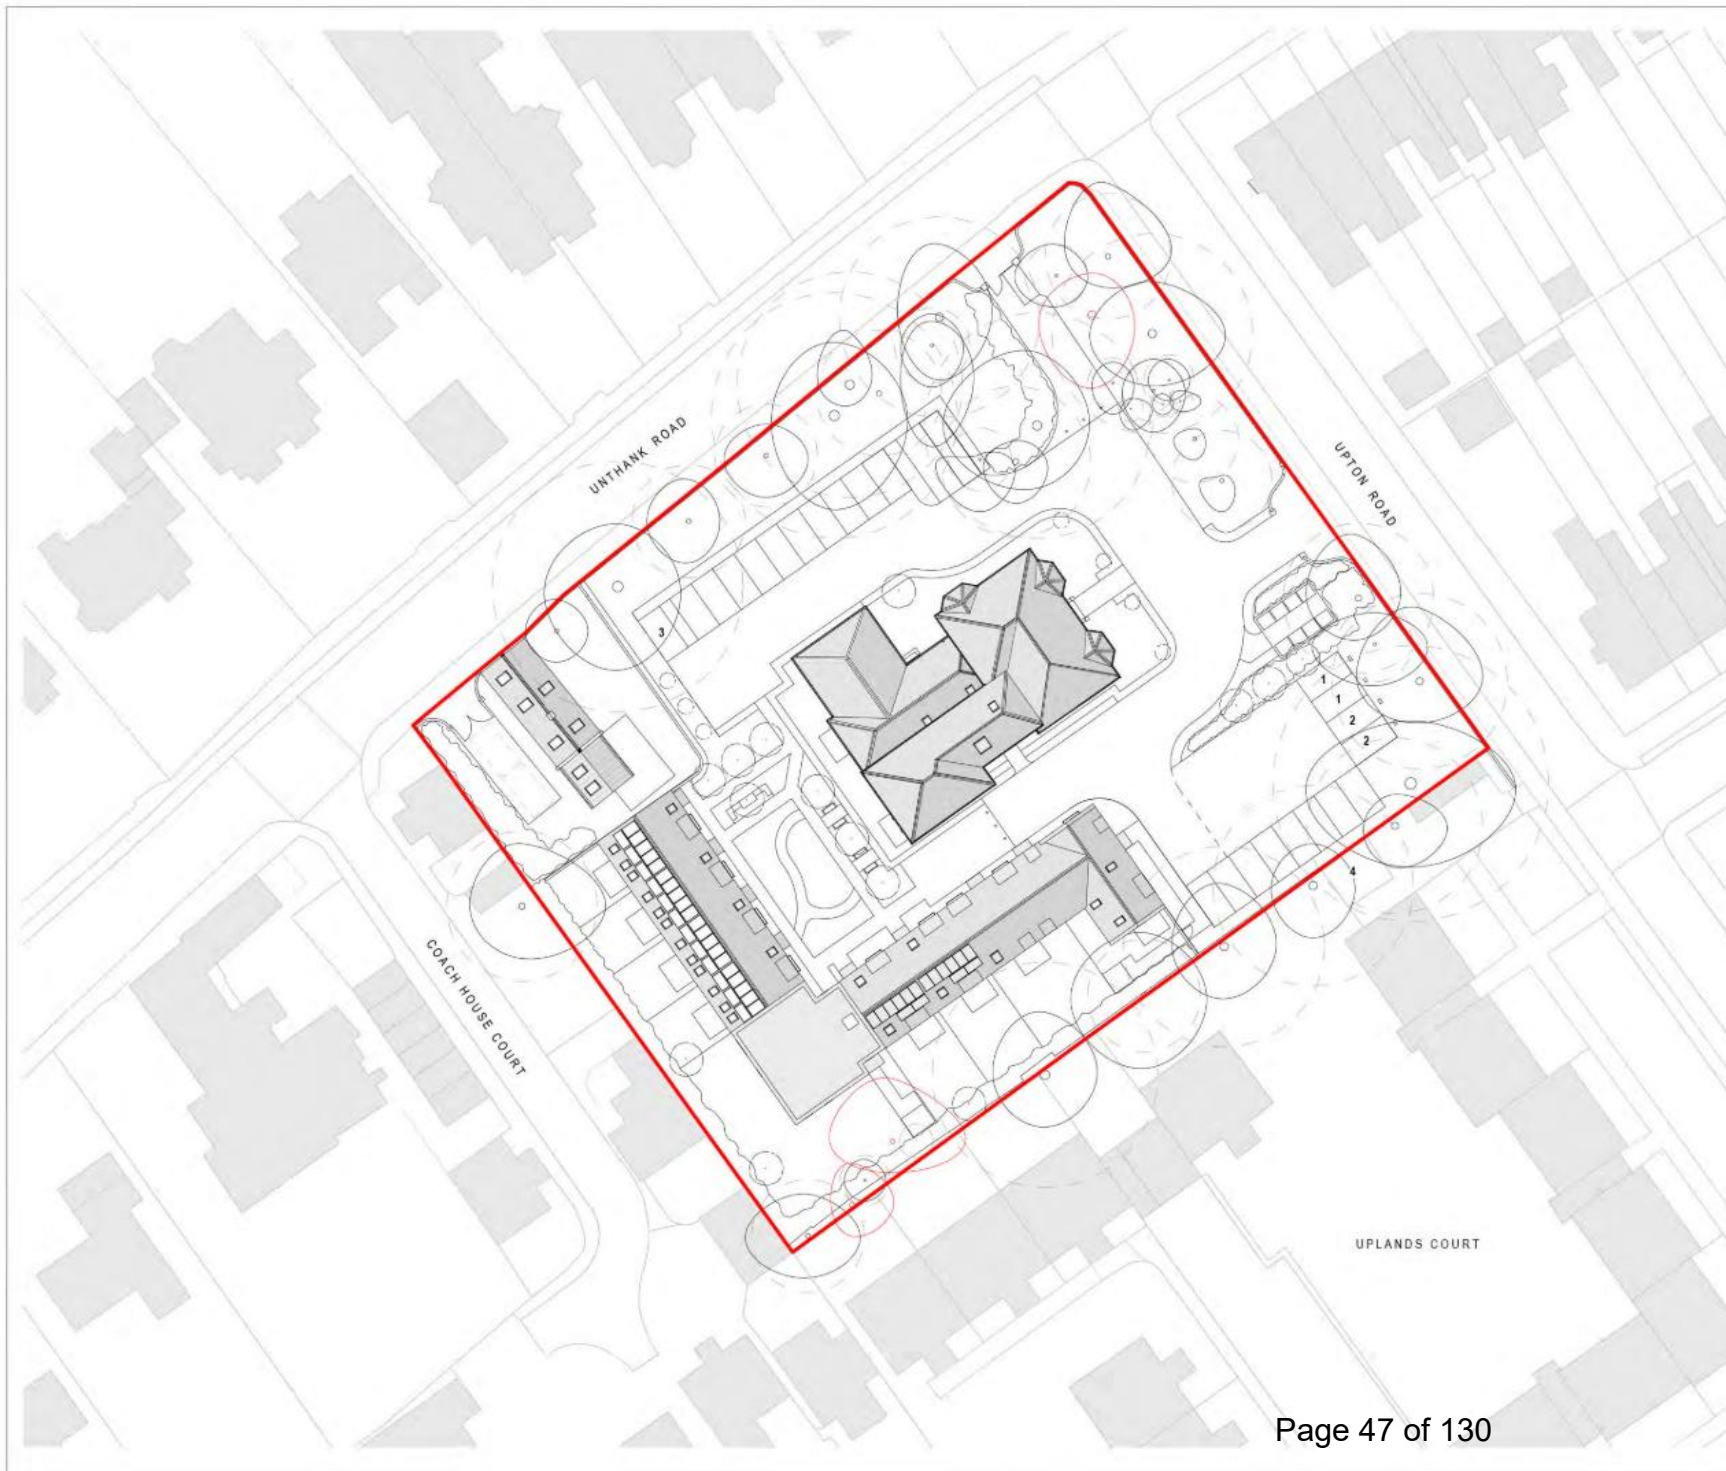 UNTHANK ROAD
UPTON ROAD
3
1
1
2
2
4
COACH HOUSE COURT
UPLANDS COURT
Page 47 of 130